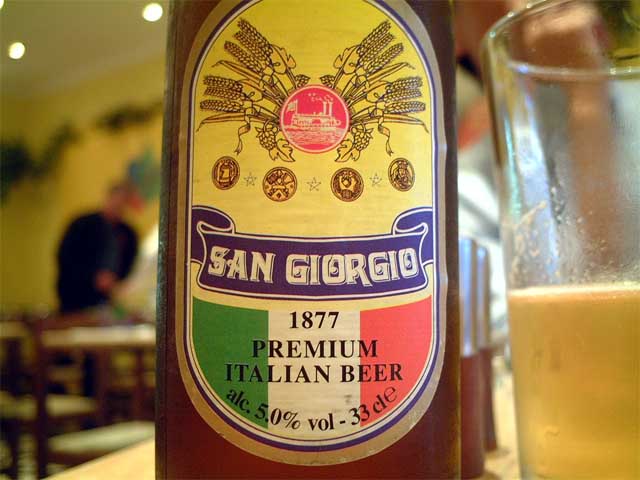 SAN GIORGIO
1877
PREMIUM
ITALIAN BEER
alc. 5.0% vol - 33 cl e